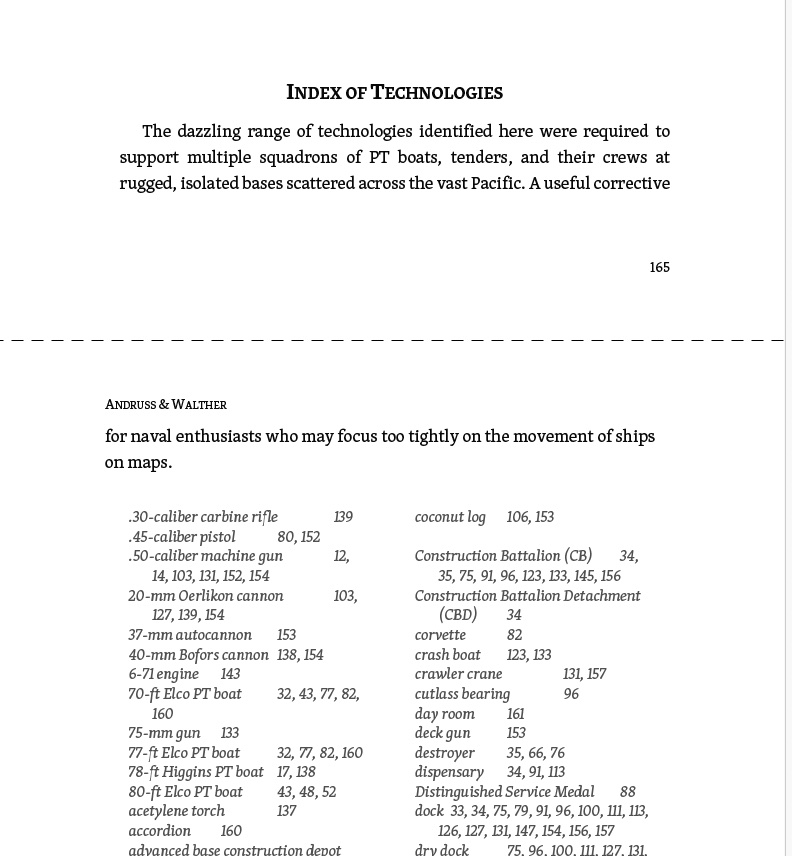 INDEX OF TECHNOLOGIES
The dazzling range of technologies identified here were required to
support multiple squadrons of PT boats, tenders, and their crews at
rugged, isolated bases scattered across the vast Pacific. A useful corrective
165
ANDRUSS & WALTHER
for naval enthusiasts who may focus too tightly on the movement of ships
on maps.
.30-caliber carbine rifle 139
.45-caliber pistol 80, 152
.50-caliber machine gun 12,
14, 103, 131, 152, 154
20-mm Oerlikon cannon 103,
127, 139, 154
37-mm autocannon 153
40-mm Bofors cannon 138, 154
6-71 engine 143
70-ft Elco PT boat 32, 43, 77, 82,
160
75-mm gun 133
77-ft Elco PT boat 32, 77, 82, 160
78-ft Higgins PT boat 17, 138
80-ft Elco PT boat 43, 48, 52
acetylene torch 137
accordion 160
advanced base construction depot
coconut log 106, 153
Construction Battalion (CB) 34,
35, 75, 91, 96, 123, 133, 145, 156
Construction Battalion Detachment
(CBD) 34
corvette 82
crash boat 123, 133
crawler crane 131, 157
cutlass bearing 96
day room 161
deck gun 153
destroyer 35, 66, 76
dispensary 34, 91, 113
Distinguished Service Medal 88
dock 33, 34, 75, 79, 91, 96, 100, 111, 113,
126, 127, 131, 147, 154, 156, 157
dry dock 75, 96, 100, 111, 127, 131,